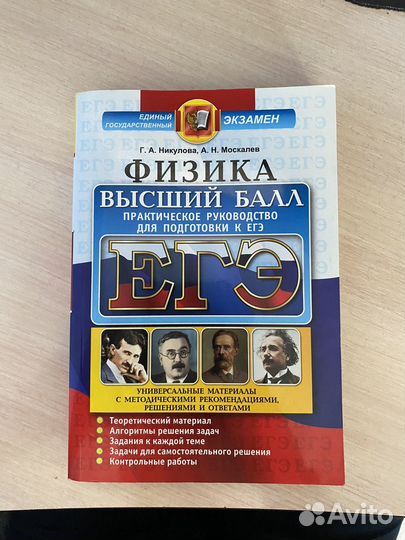 ЕДИНЫЙ
ГОСУДАРСТВЕННЫЙ
ЭКЗАМЕН
Г. А. Никулова, А. Н. Москалев
ФИЗИКА
ВЫСШИЙ БАЛЛ
ПРАКТИЧЕСКОЕ РУКОВОДСТВО
ДЛЯ ПОДГОТОВКИ К ЕГЭ
ЕГЭ
УНИВЕРСАЛЬНЫЕ МАТЕРИАЛЫ
С МЕТОДИЧЕСКИМИ РЕКОМЕНДАЦИЯМИ,
РЕШЕНИЯМИ И ОТВЕТАМИ
Теоретический материал
Алгоритмы решения задач
Задания к каждой теме
Задачи для самостоятельного решения
Контрольные работы
Avito